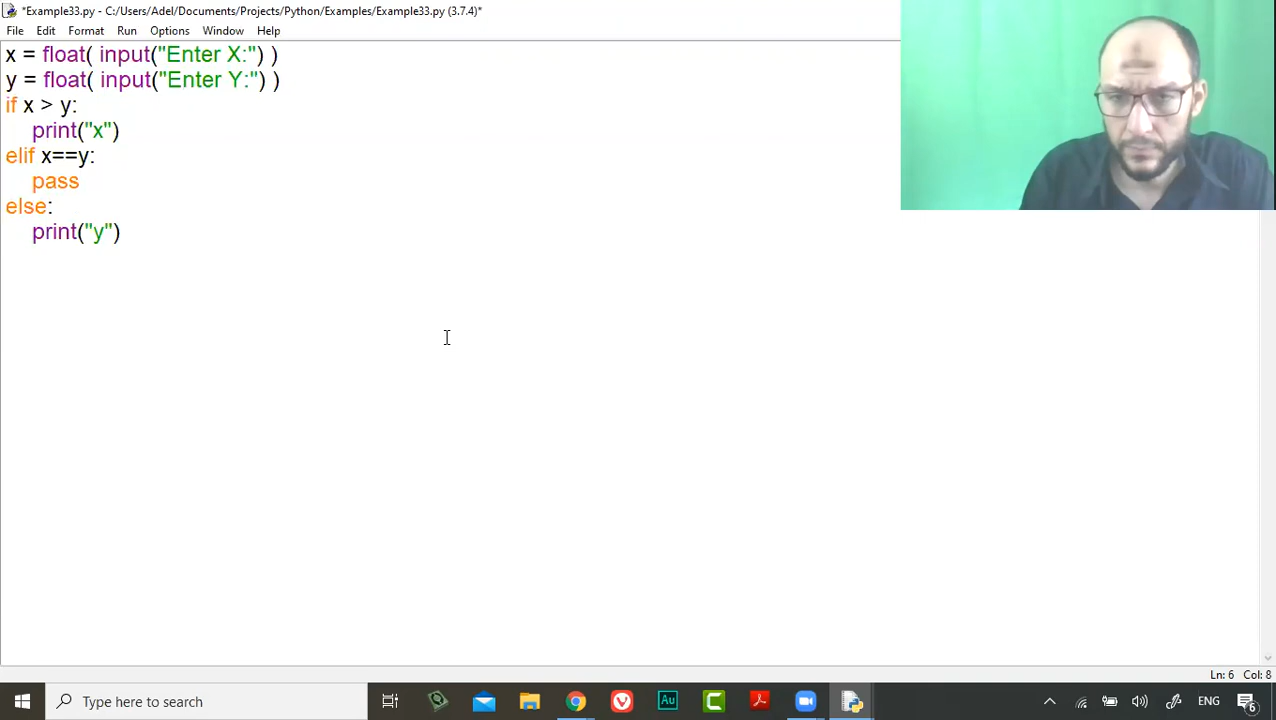 *Example33.py - C:/Users/Adel/Documents/Projects/Python/Examples/Example33.py (3.7.4)*
File Edit Format Run Options Window Help
x = float( input("Enter X:") )
y = float( input("Enter Y:") )
if x > y:
print("x")
elif x==y:
pass
else:
print("y")
Ln: 6 Col: 8
Type here to search
Au
ENG
6